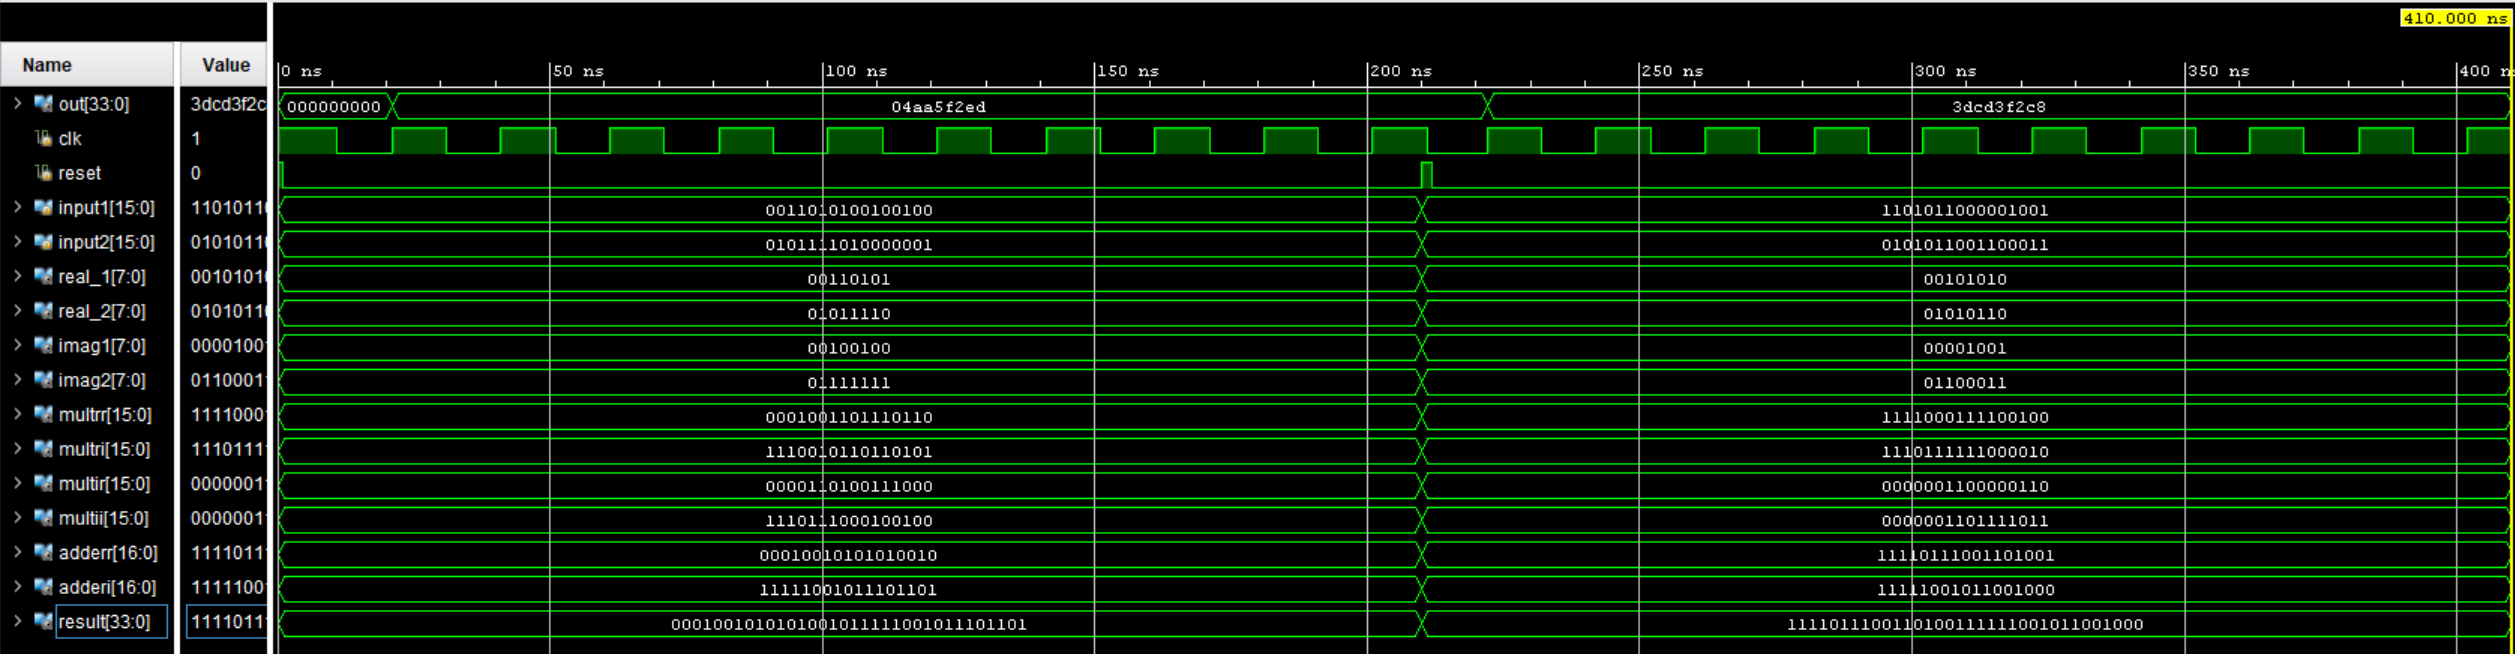 410.000 ns
Name Value
0 ns 50 ns 100 ns 150 ns 200 ns 250 ns 300 ns 350 ns 400 n
out[33:0] 3dcd3f2c 000000000 04aa5f2ed 3dcd3f2c8
clk 1
reset 0
input1[15:0] 1101011 0011010100100100 1101011000001001
input2[15:0] 0101011 0101111010000001 0101011001100011
real_1[7:0] 0010101 00110101 00101010
real_2[7:0] 0101011 01011110 01010110
imag1[7:0] 0000100 00100100 00001001
imag2[7:0] 0110001 01111111 01100011
multrr[15:0] 1111000 0001001101110110 1111000111100100
multri[15:0] 1110111 1110010110110101 1110111111000010
multir[15:0] 0000001 0000110100111000 0000001100000110
multii[15:0] 0000001 1110111000100100 0000001101111011
adderr[16:0] 1111011 00010010101010010 11110111001101001
adderi[16:0] 1111100 11111001011101101 11111001011001000
result[33:0] 1111011 0001001010101001011111001011101101 1111011100110100111111001011001000